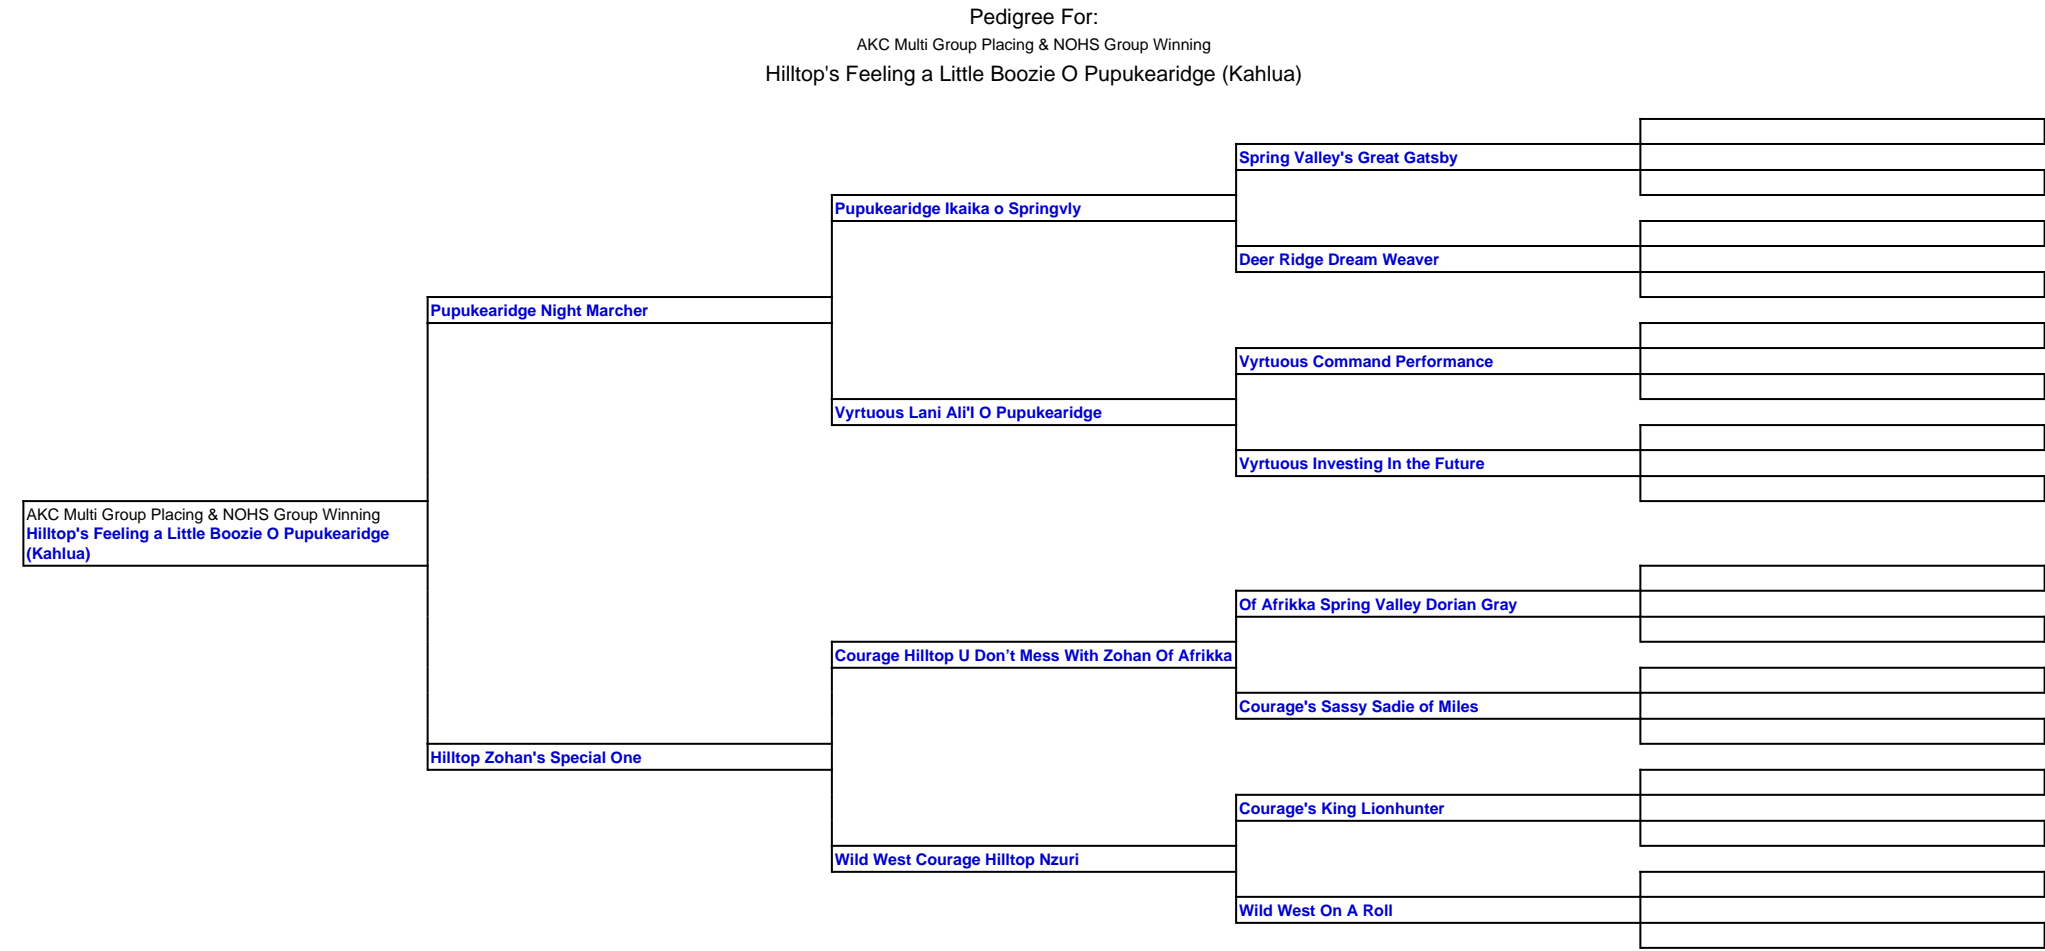 Pedigree For:
AKC Multi Group Placing & NOHS Group Winning
Hilltop's Feeling a Little Boozie O Pupukearidge (Kahlua)
Spring Valley's Great Gatsby
Pupukearidge Ikaika o Springvly
Deer Ridge Dream Weaver
Pupukearidge Night Marcher
Vyrtuous Command Performance
Vyrtuous Lani Ali'I O Pupukearidge
Vyrtuous Investing In the Future
AKC Multi Group Placing & NOHS Group Winning
Hilltop's Feeling a Little Boozie O Pupukearidge
(Kahlua)
Of Afrikka Spring Valley Dorian Gray
Courage Hilltop U Don’t Mess With Zohan Of Afrikka
Courage's Sassy Sadie of Miles
Hilltop Zohan's Special One
Courage's King Lionhunter
Wild West Courage Hilltop Nzuri
Wild West On A Roll